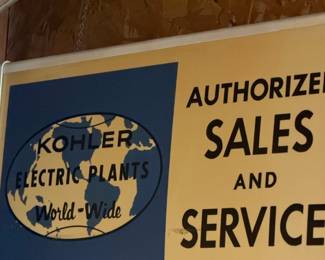 KOHLER
ELECTRIC PLANTS
World-Wide
AUTHORIZE
SALES
AND
SERVICE